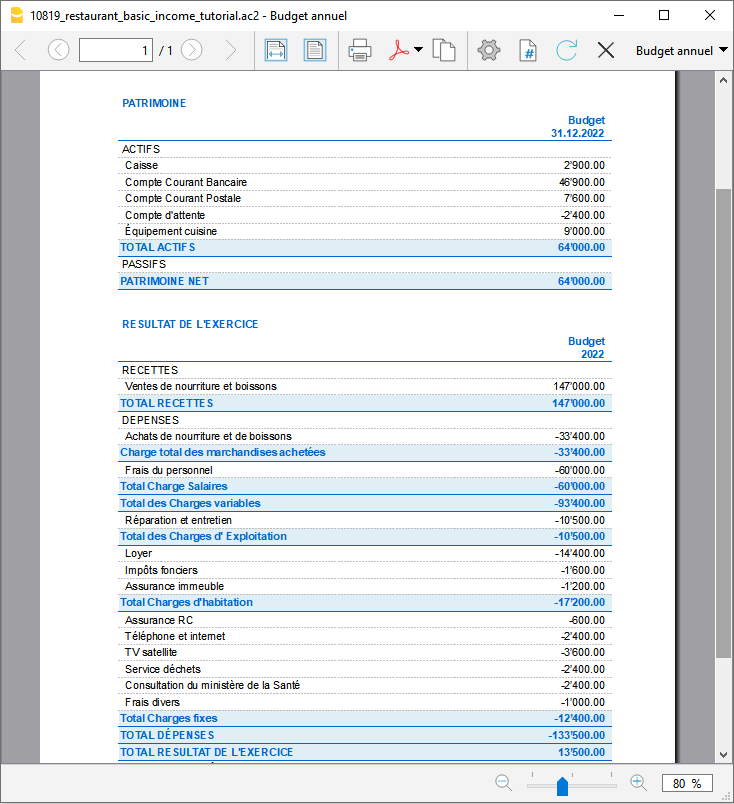 10819_restaurant_basic_income_tutorial.ac2 - Budget annuel
1 / 1
Budget annuel
PATRIMOINE
Budget
31.12.2022
ACTIFS
Caisse 2'900.00
Compte Courant Bancaire 46'900.00
Compte Courant Postale 7'600.00
Compte d'attente -2'400.00
Équipement cuisine 9'000.00
TOTAL ACTIFS 64'000.00
PASSIFS
PATRIMOINE NET 64'000.00
RESULTAT DE L'EXERCICE
Budget
2022
RECETTES
Ventes de nourriture et boissons 147'000.00
TOTAL RECETTES 147'000.00
DEPENSES
Achats de nourriture et de boissons -33'400.00
Charge total des marchandises achetées -33'400.00
Frais du personnel -60'000.00
Total Charge Salaires -60'000.00
Total des Charges variables -93'400.00
Réparation et entretien -10'500.00
Total des Charges d' Exploitation -10'500.00
Loyer -14'400.00
Impôts fonciers -1'600.00
Assurance immeuble -1'200.00
Total Charges d'habitation -17'200.00
Assurance RC -600.00
Téléphone et internet -2'400.00
TV satellite -3'600.00
Service déchets -2'400.00
Consultation du ministère de la Santé -2'400.00
Frais divers -1'000.00
Total Charges fixes -12'400.00
TOTAL DÉPENSES -133'500.00
TOTAL RESULTAT DE L'EXERCICE 13'500.00
80 %